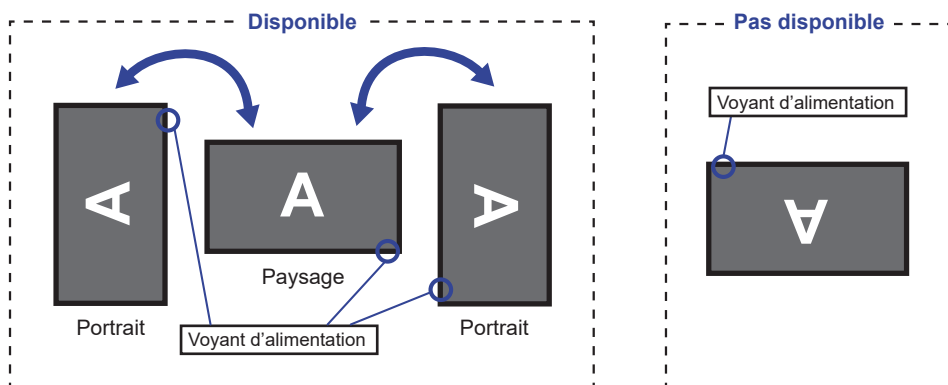 Disponible
Pas disponible
Voyant d’alimentation
A
A
A
A
Paysage
Portrait
Voyant d’alimentation
Portrait